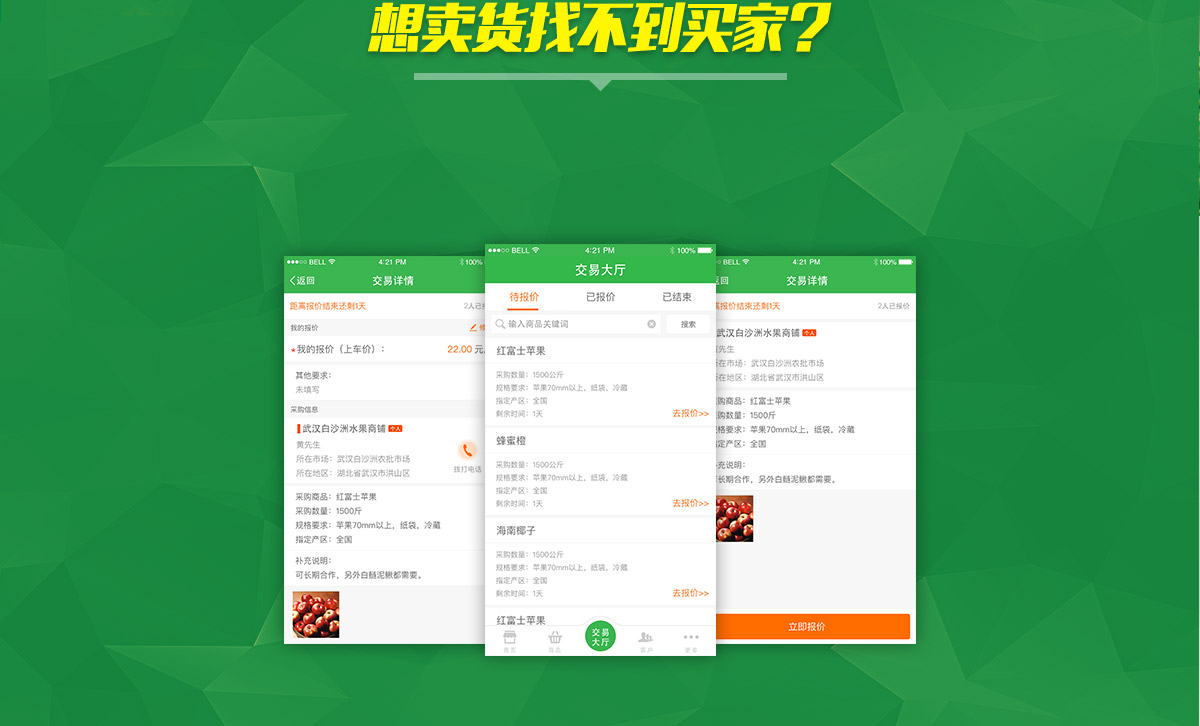 想卖货找不到买家?
BELL 4:21 PM 100%
返回 交易详情
距离报价结束还剩1天 2人已
我的报价
*我的报价(上车价): 22.00 元
其他要求:
未填写
采购信息
武汉白沙洲水果商铺 个人
黄先生
所在市场: 武汉白沙洲农批市场
所在地区: 湖北省武汉市洪山区
拨打电话
采购商品: 红富士苹果
采购数量: 1500斤
规格要求: 苹果70mm以上, 纸袋, 冷藏
指定产区: 全国
补充说明:
可长期合作, 另外白鲢泥鳅都需要。
BELL 4:21 PM 100%
交易大厅
待报价 已报价 已结束
输入商品关键词 搜索
红富士苹果
采购数量: 1500公斤
规格要求: 苹果70mm以上, 纸袋, 冷藏
指定产区: 全国
剩余时间: 1天 去报价>>
蜂蜜橙
采购数量: 1500公斤
规格要求: 苹果70mm以上, 纸袋, 冷藏
指定产区: 全国
剩余时间: 1天 去报价>>
海南椰子
采购数量: 1500公斤
规格要求: 苹果70mm以上, 纸袋, 冷藏
指定产区: 全国
剩余时间: 1天 去报价>>
红富士苹果
首页 商品 交易大厅 客户 更多
BELL 4:21 PM 100%
回 交易详情
报价结束还剩1天 2人已报价
武汉白沙洲水果商铺 个人
先生
在市场: 武汉白沙洲农批市场
在地区: 湖北省武汉市洪山区
购商品: 红富士苹果
购数量: 1500斤
格要求: 苹果70mm以上, 纸袋, 冷藏
定产区: 全国
充说明:
长期合作, 另外白鲢泥鳅都需要。
立即报价